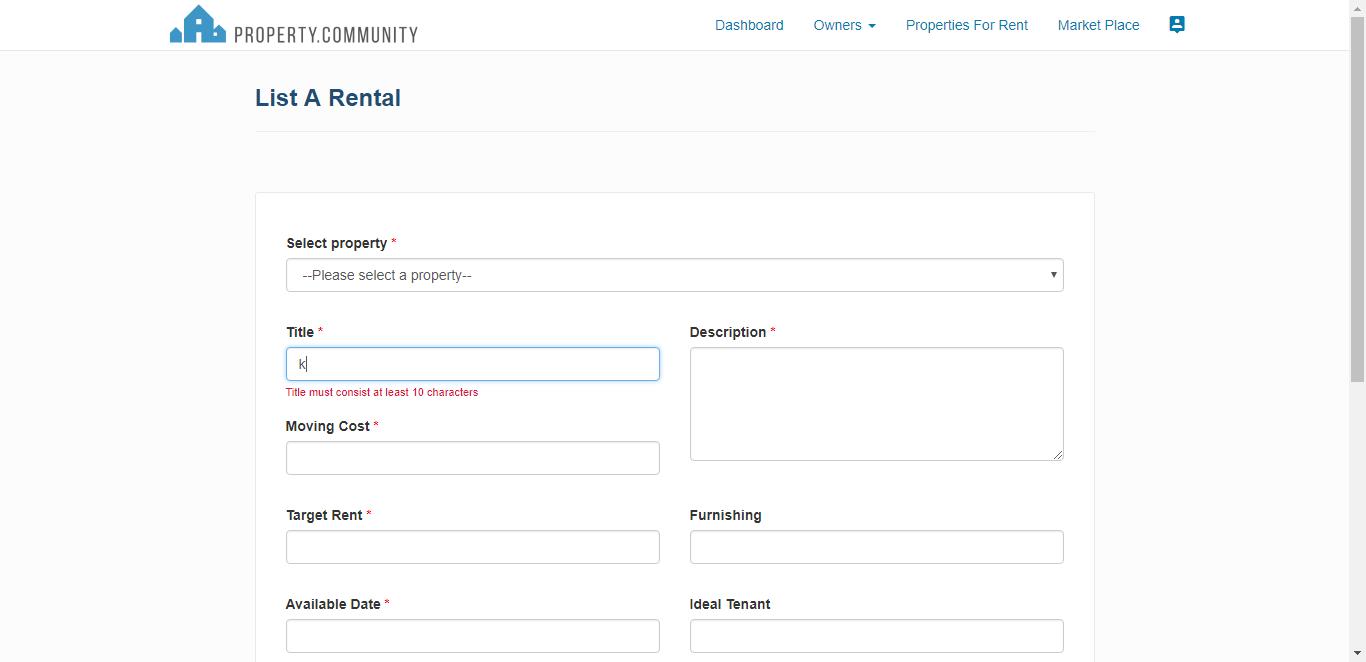 PROPERTY.COMMUNITY
Dashboard Owners Properties For Rent Market Place
List A Rental
Select property *
--Please select a property--
Title *
k
Title must consist at least 10 characters
Description *
Moving Cost *
Target Rent *
Furnishing
Available Date *
Ideal Tenant